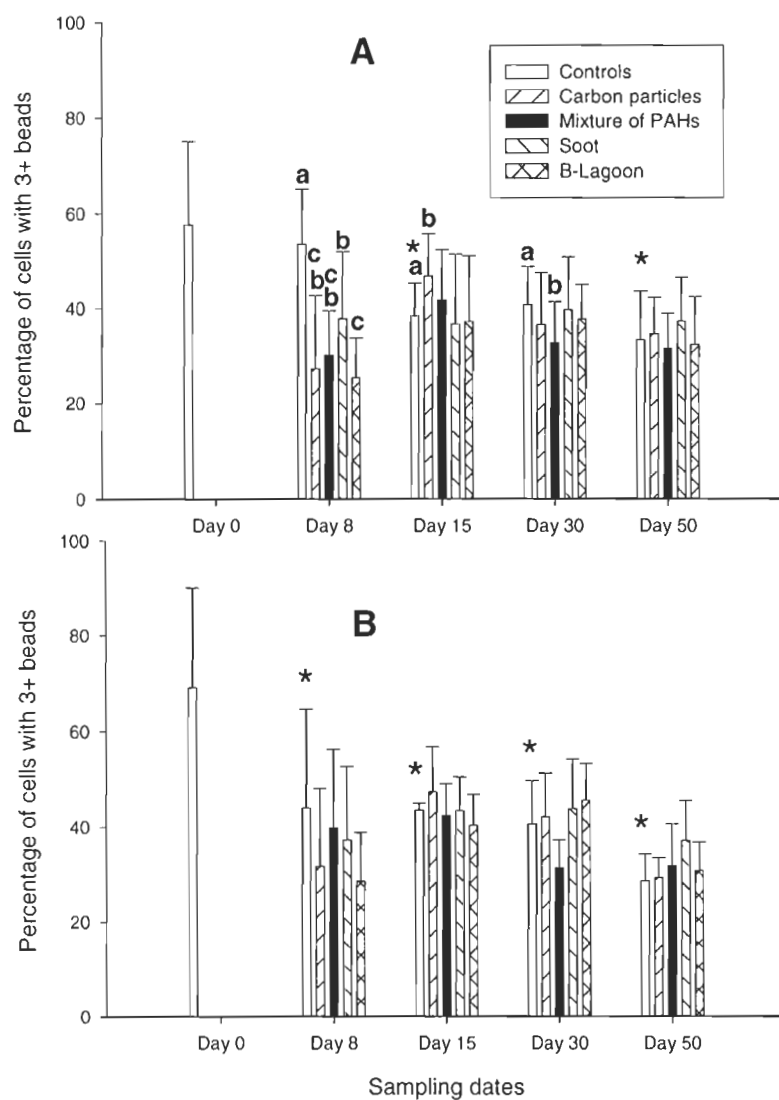 Percentage of cells with 3+ beads
100
80
60
40
20
0
A
Controls
Carbon particles
Mixture of PAHs
Soot
B-Lagoon
a
c
b
c
b
b
c
*
a
b
a
b
*
Day 0 Day 8 Day 15 Day 30 Day 50
Percentage of cells with 3+ beads
100
80
60
40
20
0
B
*
*
*
*
Day 0 Day 8 Day 15 Day 30 Day 50
Sampling dates